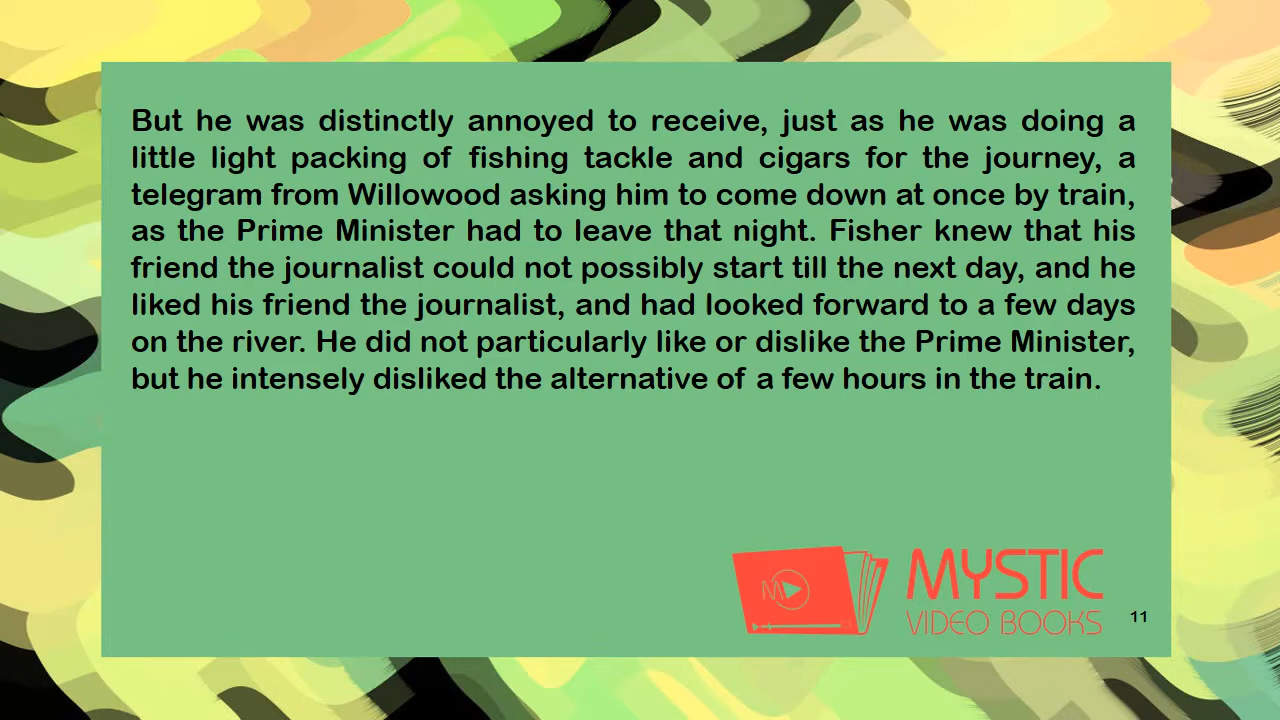 But he was distinctly annoyed to receive, just as he was doing a
little light packing of fishing tackle and cigars for the journey, a
telegram from Willowood asking him to come down at once by train,
as the Prime Minister had to leave that night. Fisher knew that his
friend the journalist could not possibly start till the next day, and he
liked his friend the journalist, and had looked forward to a few days
on the river. He did not particularly like or dislike the Prime Minister,
but he intensely disliked the alternative of a few hours in the train.
M
MYSTIC
VIDEO BOOKS
11